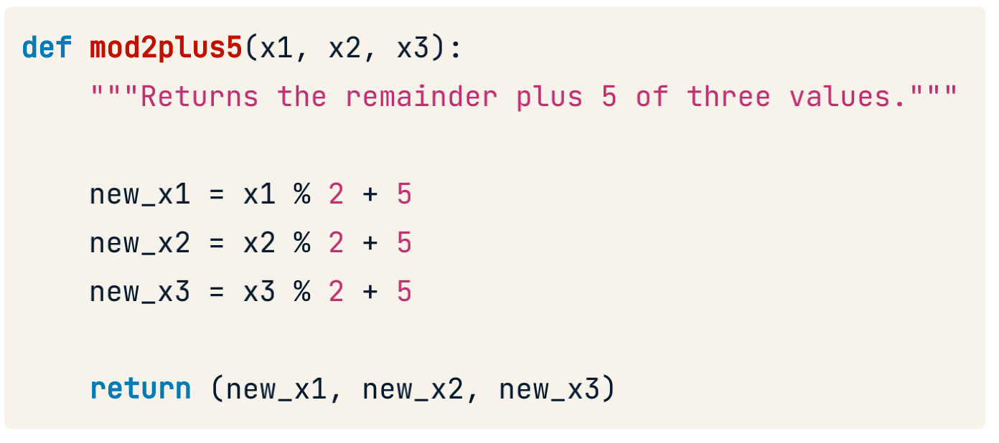 def mod2plus5(x1, x2, x3):
    """Returns the remainder plus 5 of three values."""
    new_x1 = x1 % 2 + 5
    new_x2 = x2 % 2 + 5
    new_x3 = x3 % 2 + 5
    return (new_x1, new_x2, new_x3)